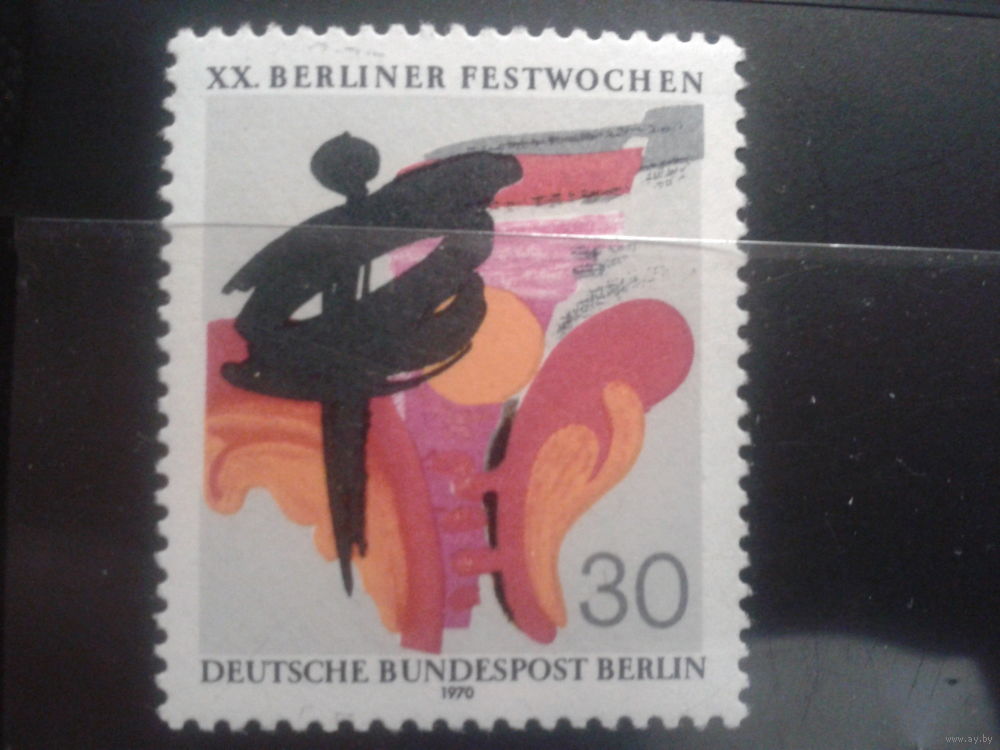 XX. BERLINER FESTWOCHEN
30
DEUTSCHE BUNDESPOST BERLIN
1970
www.ay.by